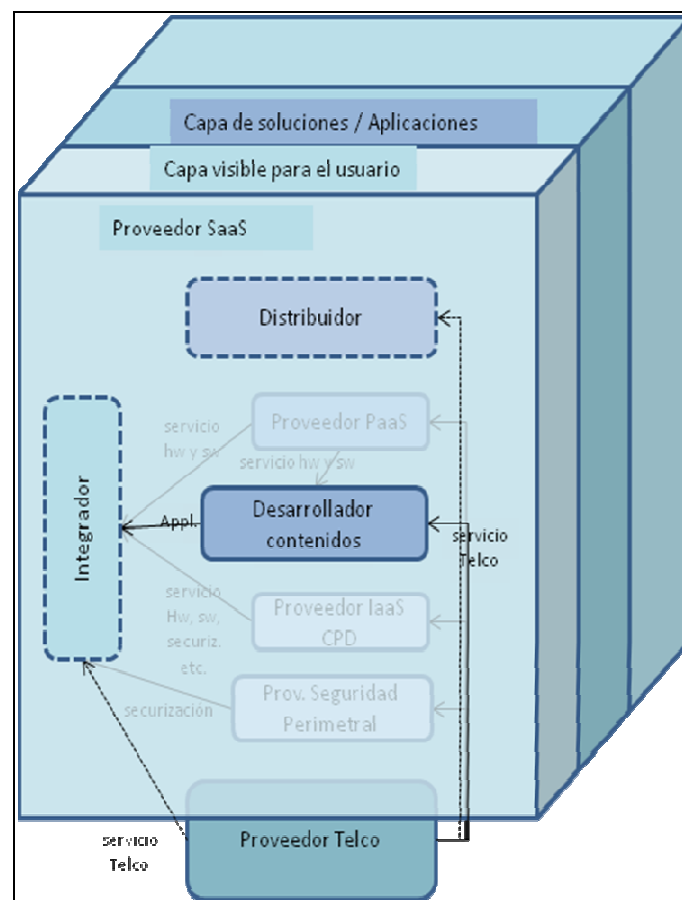 Capa de soluciones / Aplicaciones
Capa visible para el usuario
Proveedor SaaS
Distribuidor
servicio
hw y sw
Proveedor PaaS
servicio hw y sw
Integrador
Appl.
Desarrollador
contenidos
servicio
Telco
servicio
Hw, sw,
securiz.
etc.
Proveedor IaaS
CPD
securización
Prov. Seguridad
Perimetral
servicio
Telco
Proveedor Telco